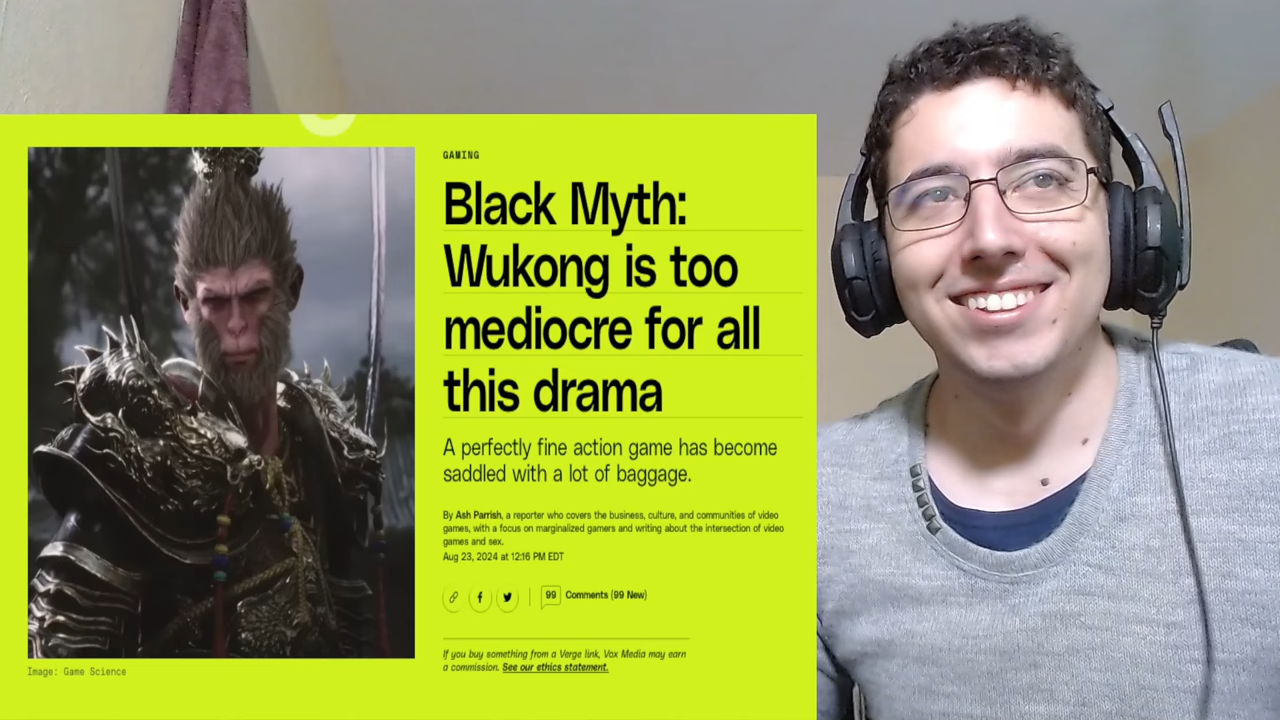 GAMING
Black Myth:
Wukong is too
mediocre for all
this drama
A perfectly fine action game has become
saddled with a lot of baggage.
By Ash Parrish, a reporter who covers the business, culture, and communities of video
games, with a focus on marginalized gamers and writing about the intersection of video
games and sex.
Aug 23, 2024 at 12:16 PM EDT
99 Comments (99 New)
If you buy something from a Verge link, Vox Media may earn
a commission. See our ethics statement.
Image: Game Science